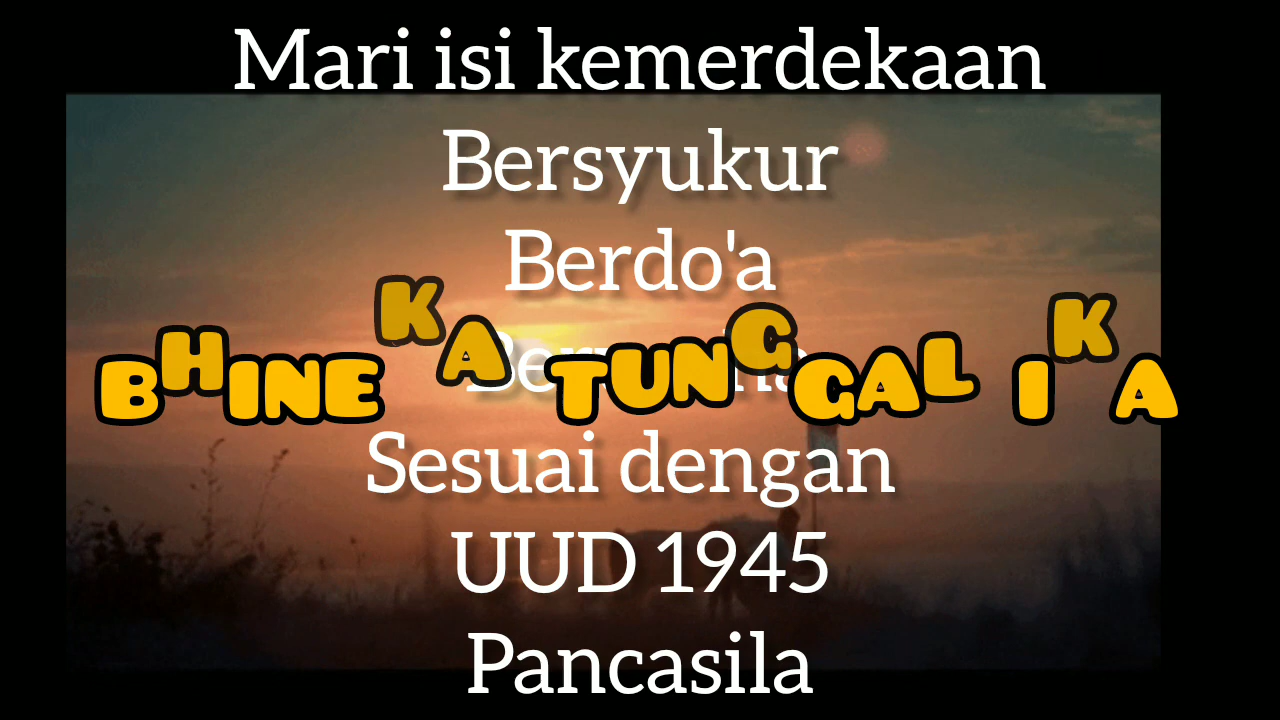 Mari isi kemerdekaan
Bersyukur
Berdo'a
BHINEKA TUNGGAL IKA
Sesuai dengan
UUD 1945
Pancasila